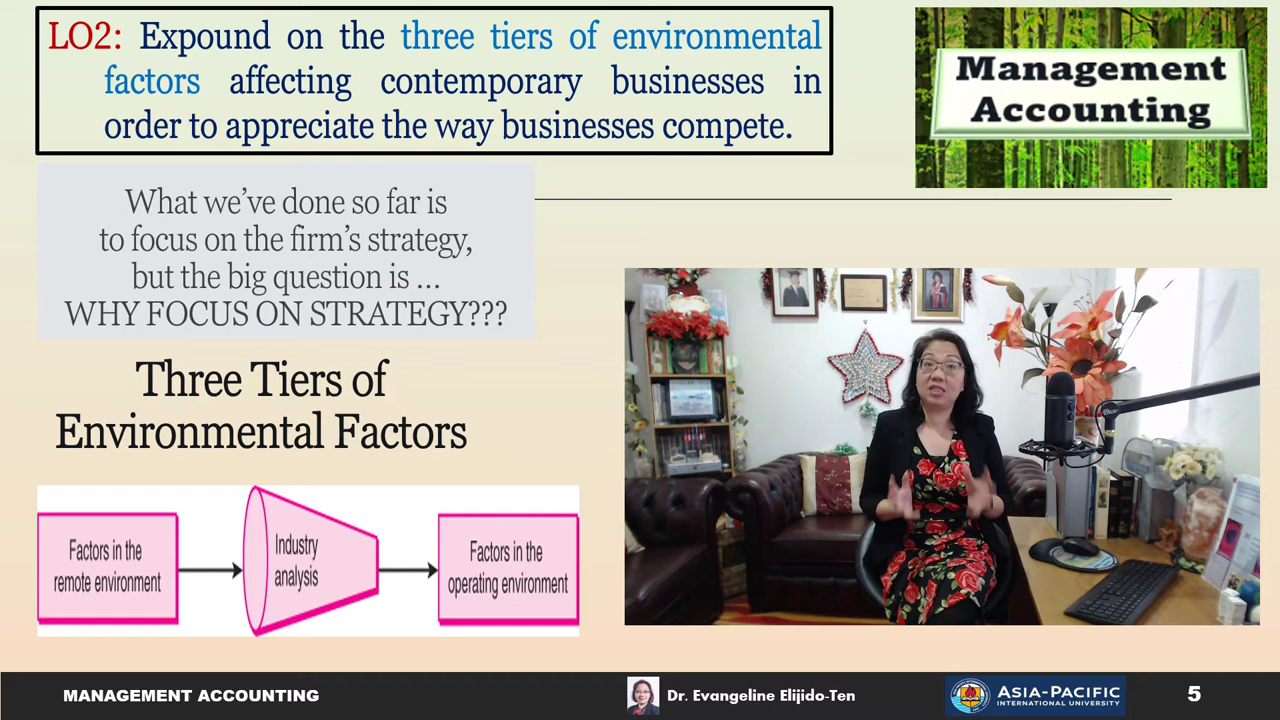 LO2: Expound on the three tiers of environmental
factors affecting contemporary businesses in
order to appreciate the way businesses compete.
Management
Accounting
What we’ve done so far is
to focus on the firm’s strategy,
but the big question is ...
WHY FOCUS ON STRATEGY???
Three Tiers of
Environmental Factors
Factors in the
remote environment
Industry
analysis
Factors in the
operating environment
MANAGEMENT ACCOUNTING
Dr. Evangeline Elijido-Ten
ASIA-PACIFIC
INTERNATIONAL UNIVERSITY
5